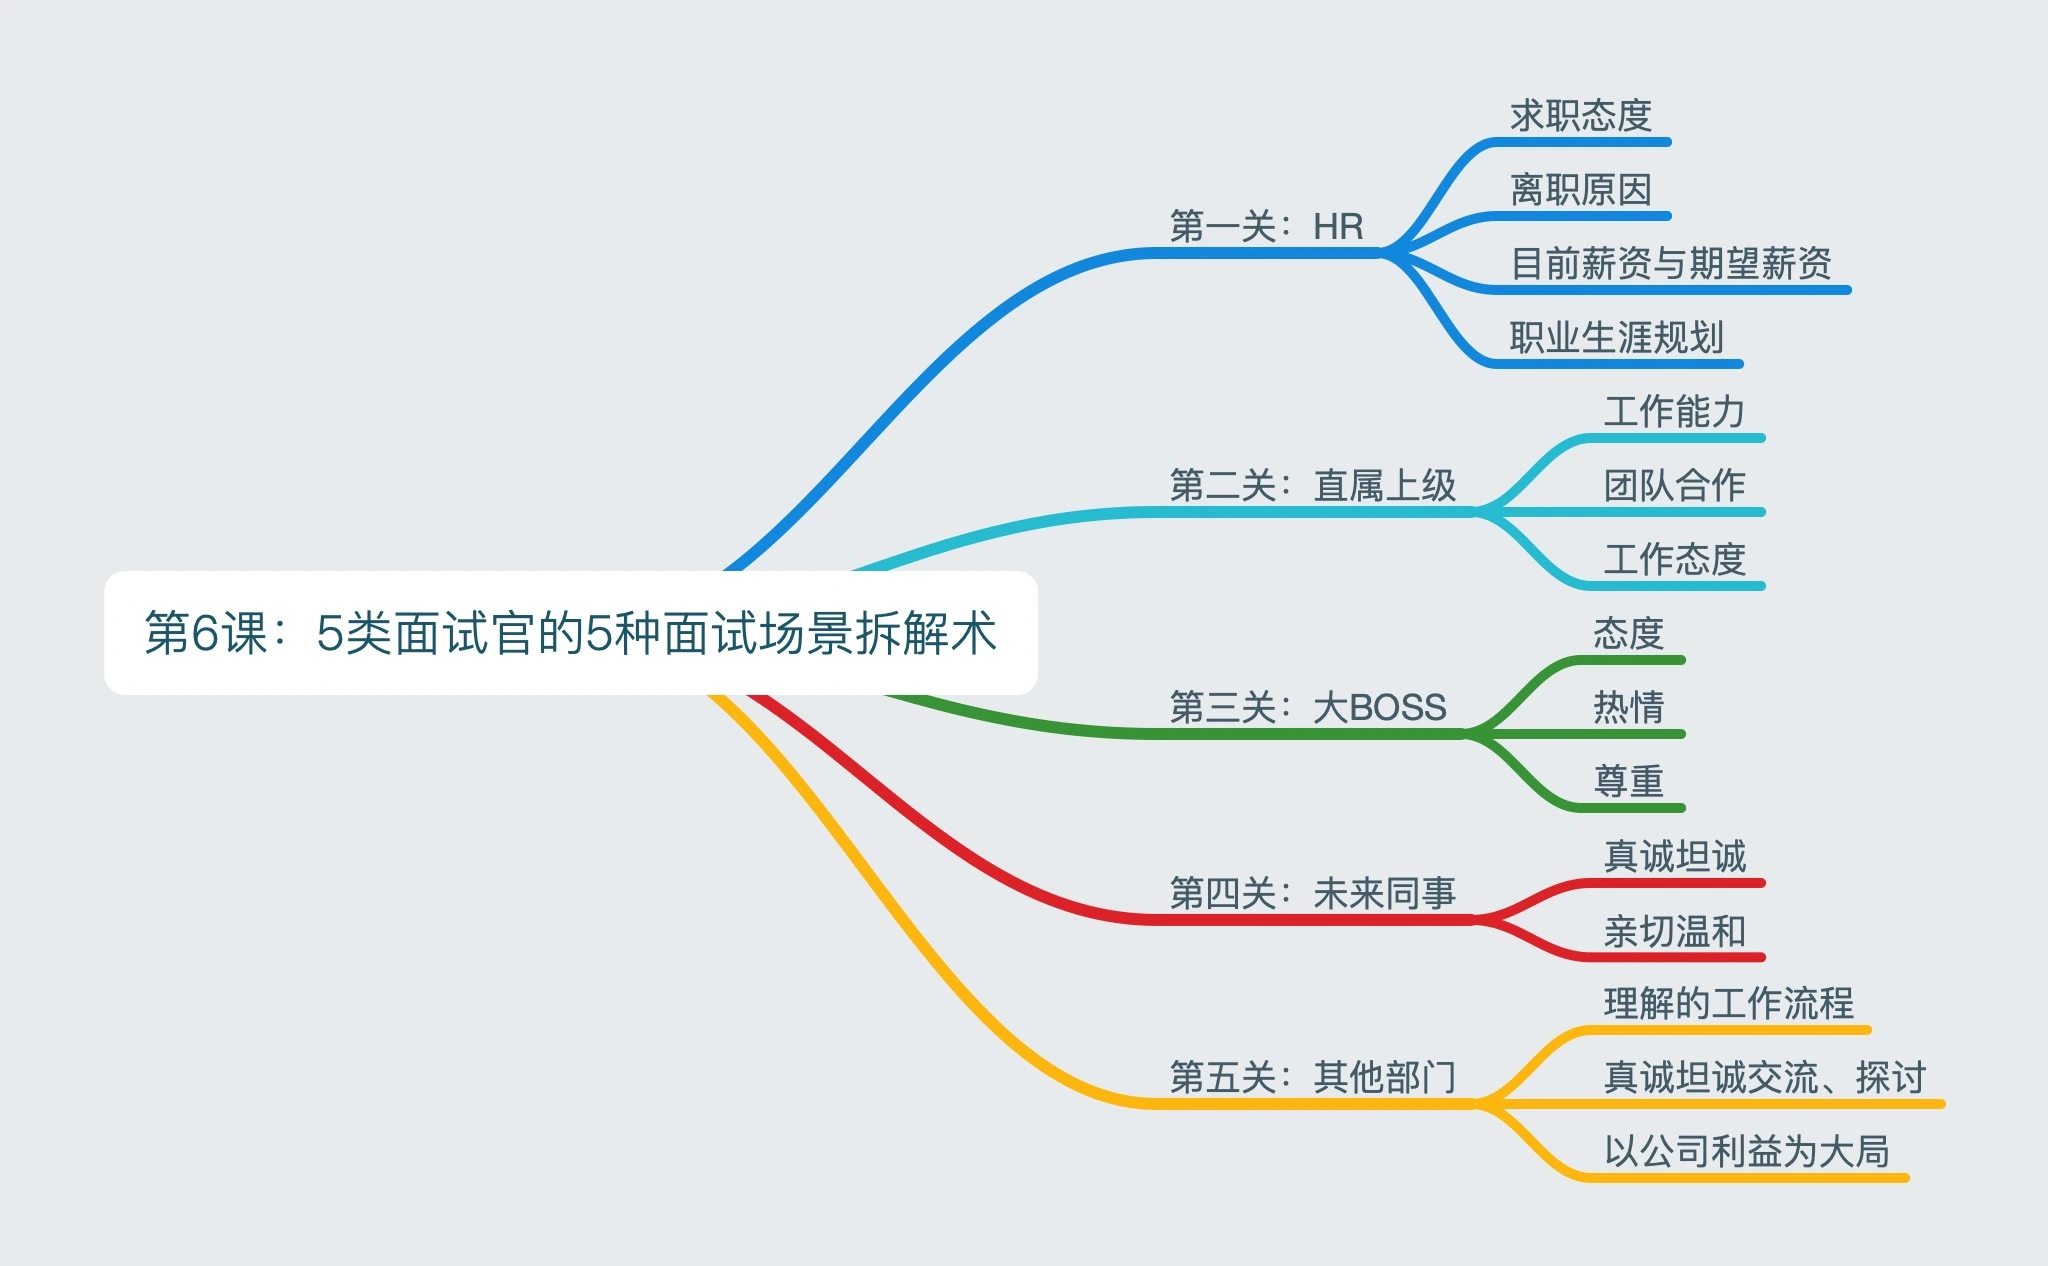 第6课：5类面试官的5种面试场景拆解术
第一关：HR
求职态度
离职原因
目前薪资与期望薪资
职业生涯规划
第二关：直属上级
工作能力
团队合作
工作态度
第三关：大BOSS
态度
热情
尊重
第四关：未来同事
真诚坦诚
亲切温和
第五关：其他部门
理解的工作流程
真诚坦诚交流、探讨
以公司利益为大局